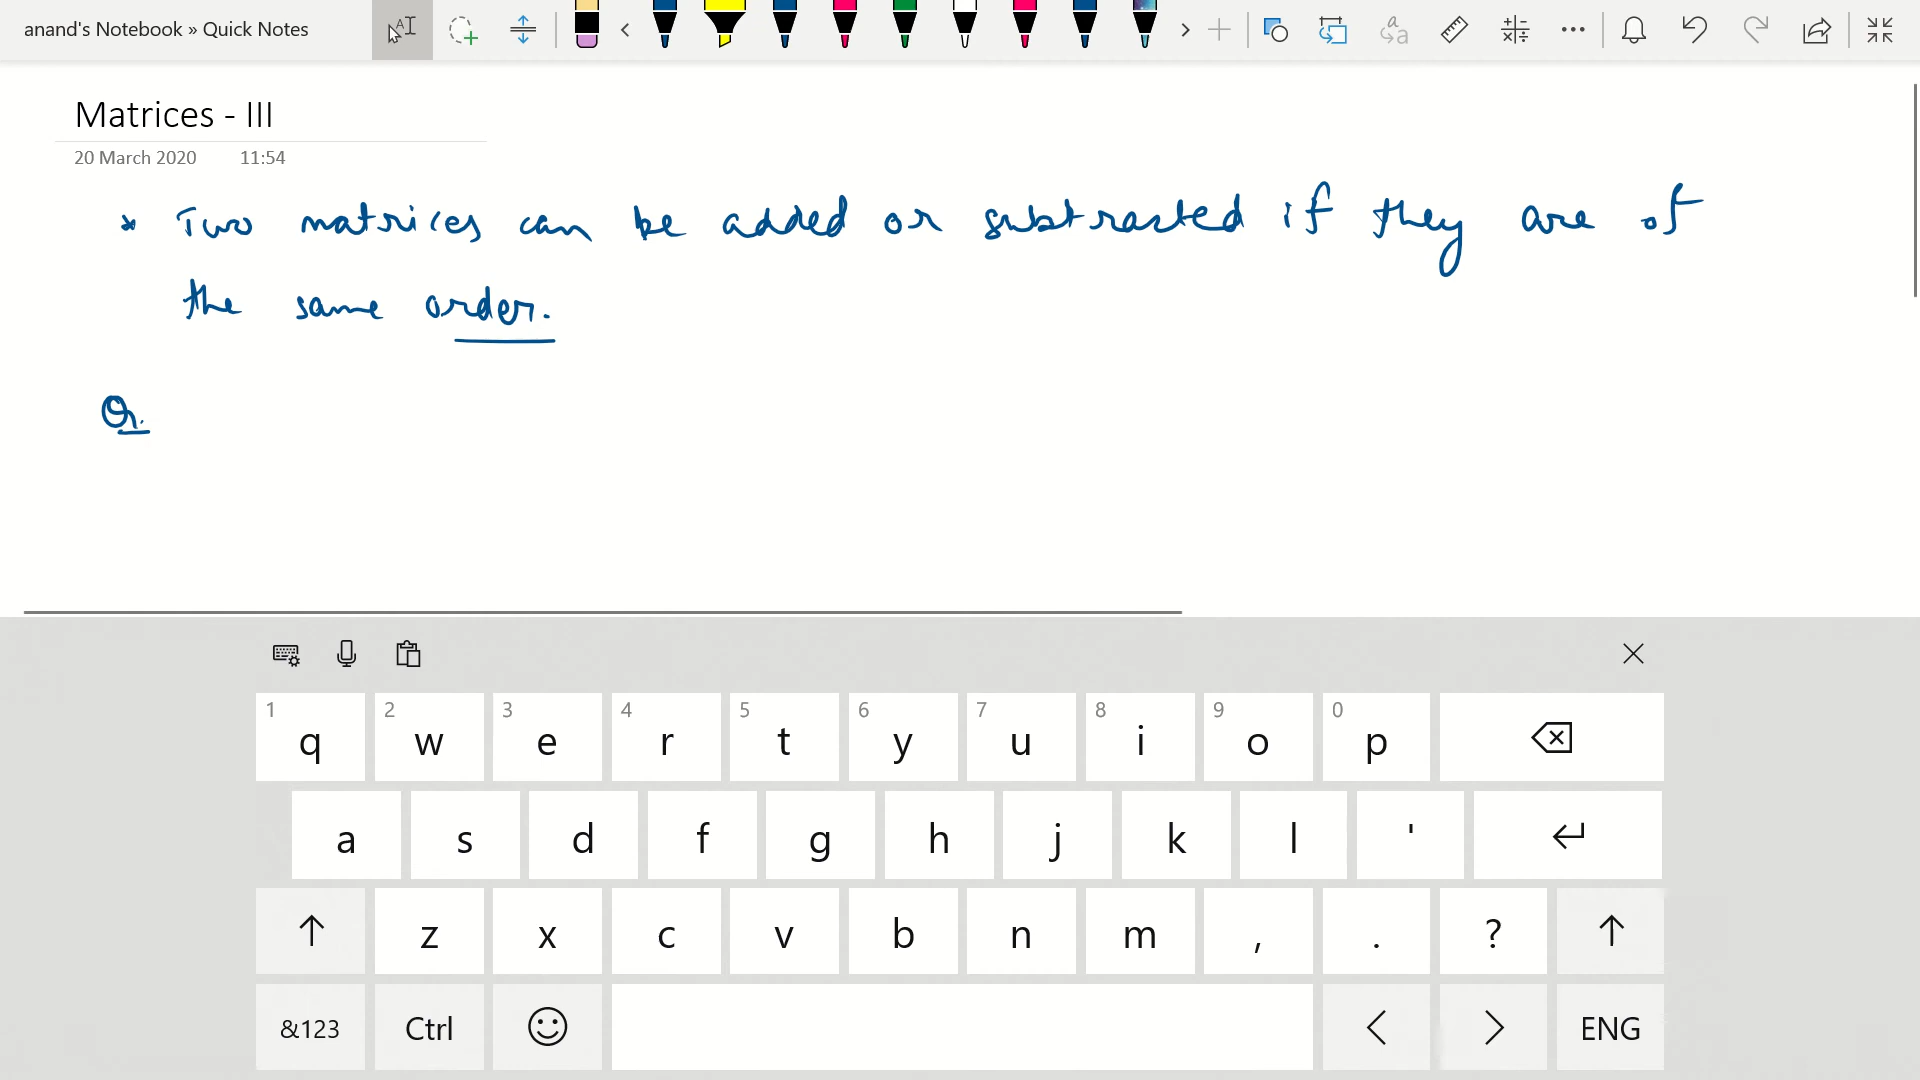 anand's Notebook » Quick Notes
Matrices - III
20 March 2020 11:54
* Two matrices can be added or subtracted if they are of
the same order.
Q.
1 2 3 4 5 6 7 8 9 0
q w e r t y u i o p
a s d f g h j k l '
z x c v b n m , . ?
&123 Ctrl ENG